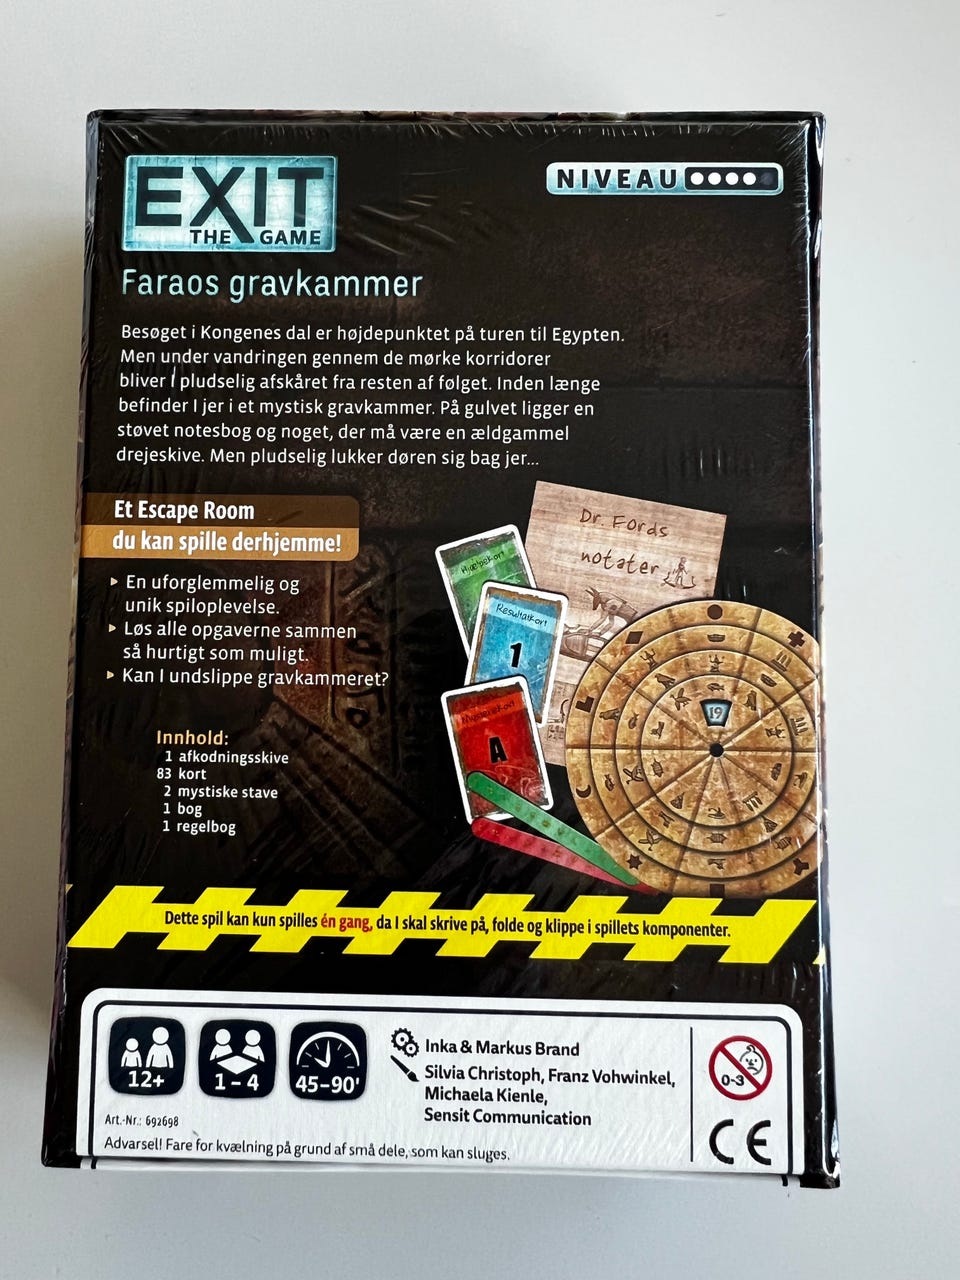 EXIT
THE GAME
NIVEAU
Faraos gravkammer
Besøget i Kongenes dal er højdepunktet på turen til Egypten.
Men under vandringen gennem de mørke korridorer
bliver I pludselig afskåret fra resten af følget. Inden længe
befinder I jer i et mystisk gravkammer. På gulvet ligger en
støvet notesbog og noget, der må være en ældgammel
drejeskive. Men pludselig lukker døren sig bag jer...
Et Escape Room
du kan spille derhjemme!
En uforglemmelig og
unik spiloplevelse.
Løs alle opgaverne sammen
så hurtigt som muligt.
Kan I undslippe gravkammeret?
Dr. Fords
notater
Hjælpekort
Resultatkort
1
Mysteriekort
A
19
Innhold:
1 afkodningsskive
83 kort
2 mystiske stave
1 bog
1 regelbog
Dette spil kan kun spilles én gang, da I skal skrive på, folde og klippe i spillets komponenter.
12+
1-4
45-90'
Inka & Markus Brand
Silvia Christoph, Franz Vohwinkel,
Michaela Kienle,
Sensit Communication
0-3
CE
Art.-Nr.: 692698
Advarsel! Fare for kvælning på grund af små dele, som kan sluges.